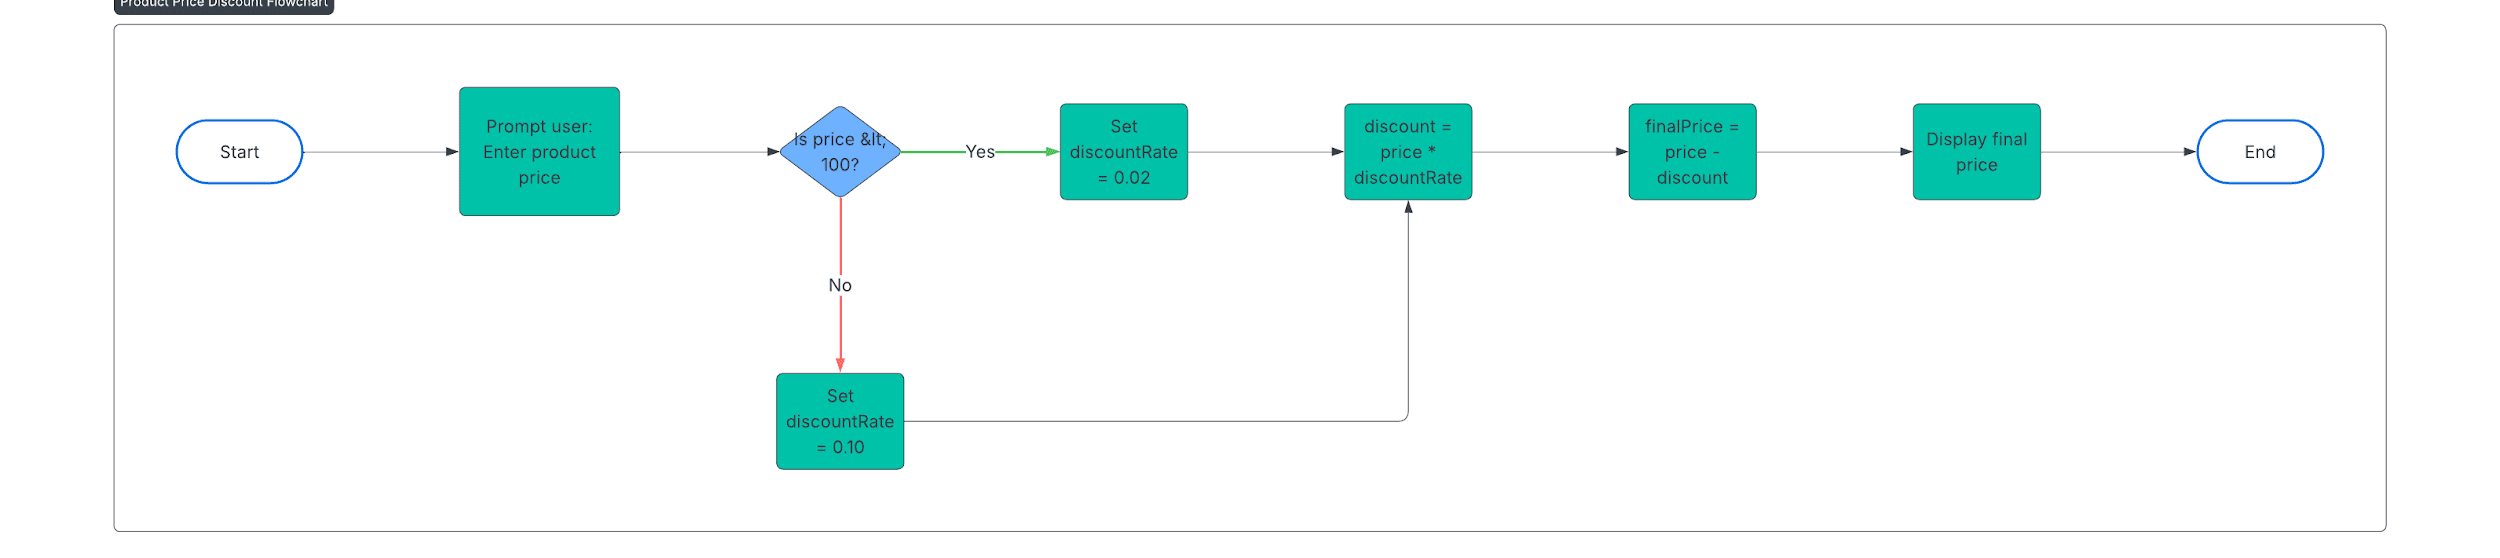 Product Price Discount Flowchart
Start
Prompt user:
Enter product
price
Is price &lt;
100?
Yes
Set
discountRate
= 0.02
discount =
price *
discountRate
finalPrice =
price -
discount
Display final
price
End
No
Set
discountRate
= 0.10